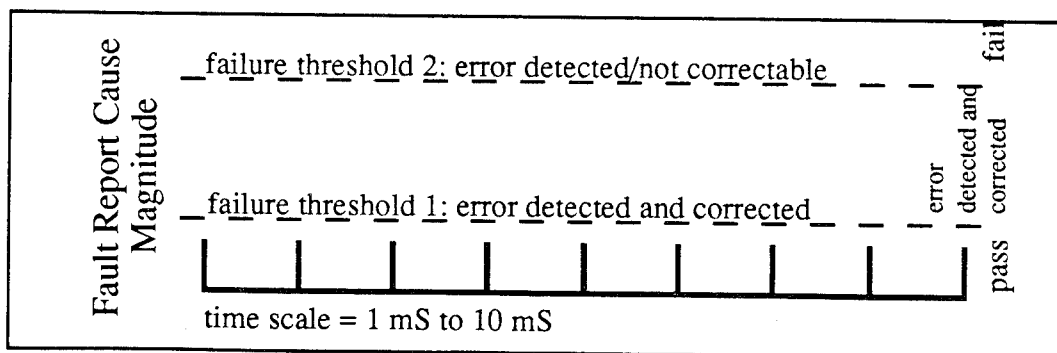 Fault Report Cause
Magnitude
failure threshold 2: error detected/not correctable
fail
failure threshold 1: error detected and corrected
error
detected and
corrected
pass
time scale = 1 mS to 10 mS